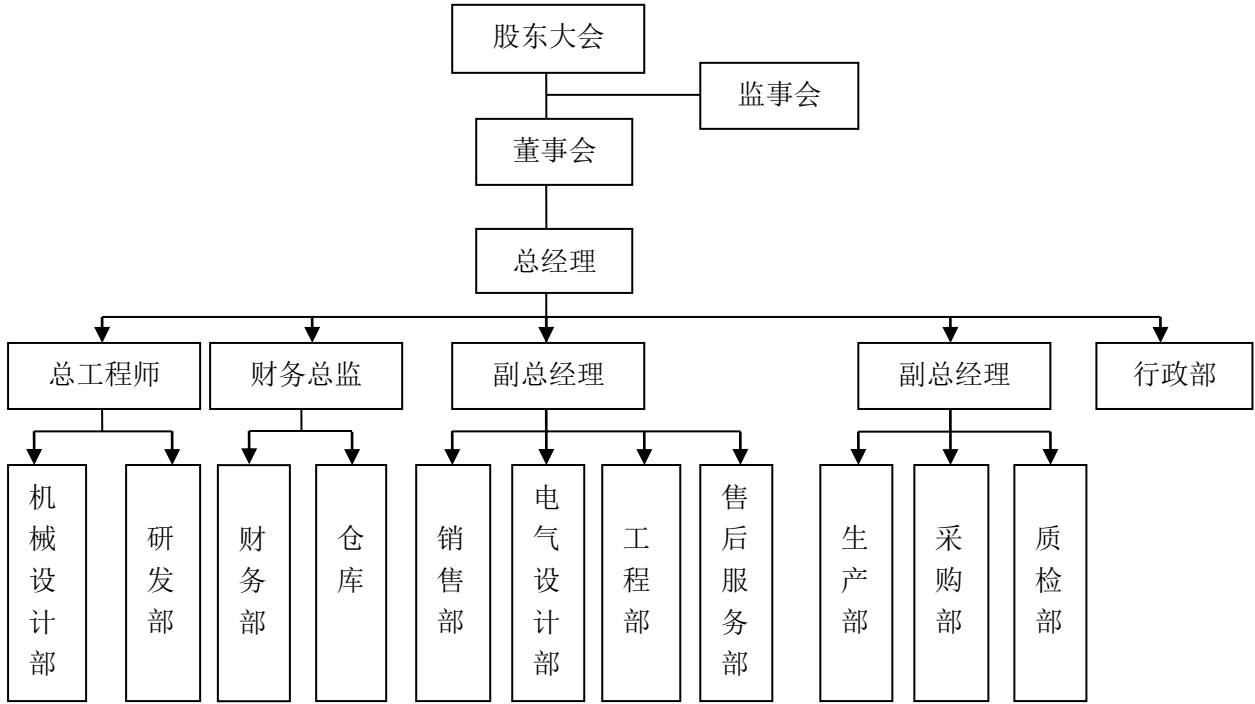 股东大会
监事会
董事会
总经理
总工程师
财务总监
副总经理
副总经理
行政部
机械设计部
研发部
财务部
仓库
销售部
电气设计部
工程部
售后服务部
生产部
采购部
质检部